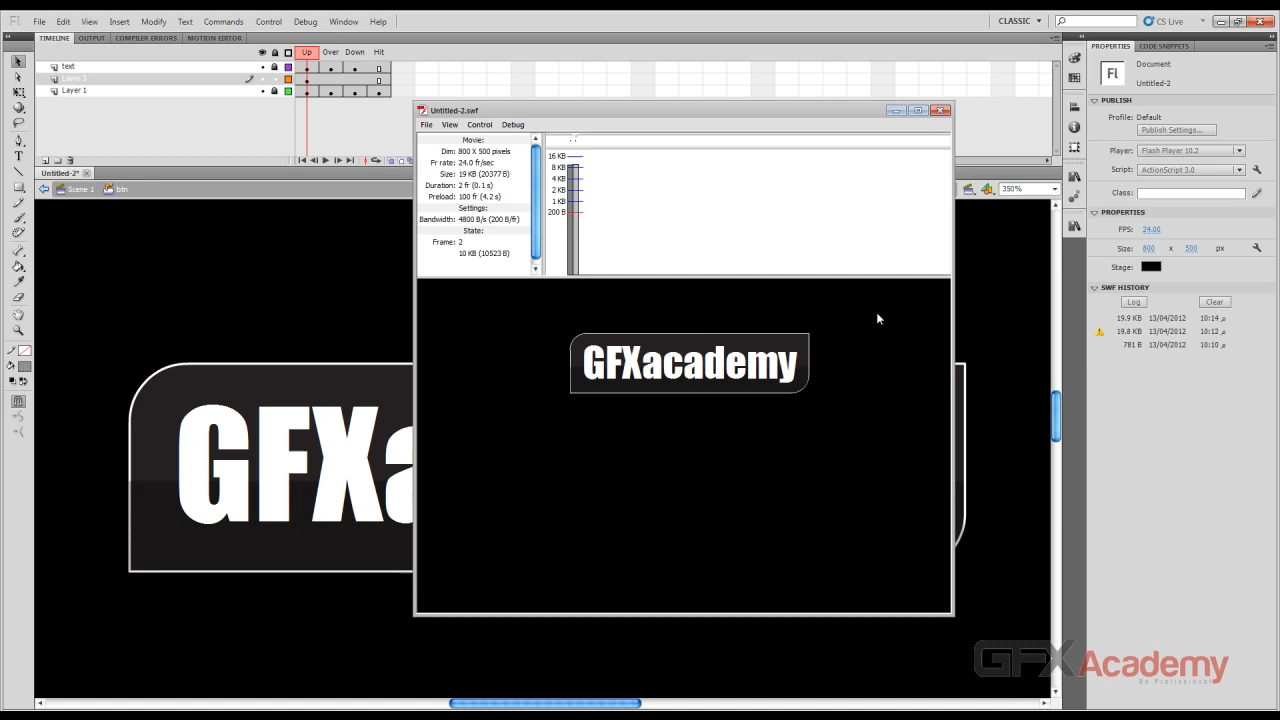 Fl File Edit View Insert Modify Text Commands Control Debug Window Help CLASSIC CS Live
TIMELINE OUTPUT COMPILER ERRORS MOTION EDITOR
Up Over Down Hit
text
Layer 3
Layer 1
Untitled-2*
Scene 1 btn
350%
Untitled-2.swf
File View Control Debug
Movie:
Dim: 800 X 500 pixels
Fr rate: 24.0 fr/sec
Size: 19 KB (20377 B)
Duration: 2 fr (0.1 s)
Preload: 100 fr (4.2 s)
Settings:
Bandwidth: 4800 B/s (200 B/fr)
State:
Frame: 2
10 KB (10523 B)
16 KB
8 KB
4 KB
2 KB
1 KB
200 B
GFXacademy
GFXa
PROPERTIES CODE SNIPPETS
Fl Document
Untitled-2
PUBLISH
Profile: Default
Publish Settings...
Player: Flash Player 10.2
Script: ActionScript 3.0
Class:
PROPERTIES
FPS: 24.00
Size: 800 x 500 px
Stage:
SWF HISTORY
Log Clear
19.9 KB 13/04/2012 م 10:14
19.8 KB 13/04/2012 م 10:12
781 B 13/04/2012 م 10:10
GFXAcademy
Be Professional